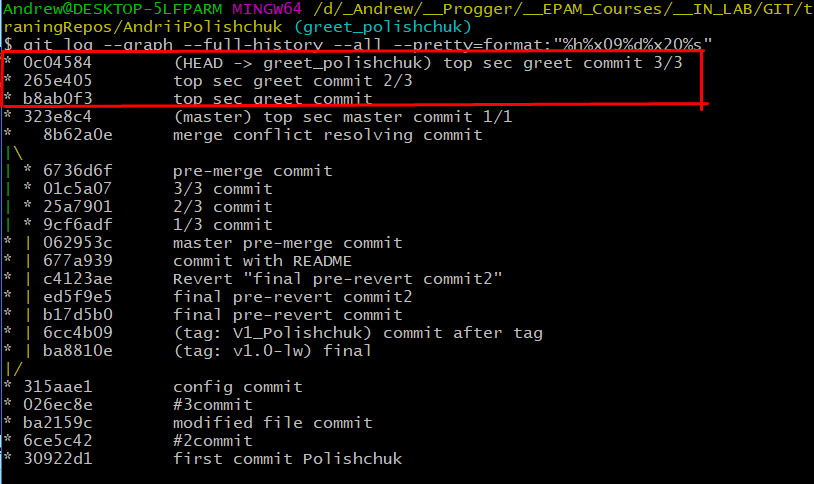 Andrew@DESKTOP-5LFPARM MINGW64 /d/_Andrew/__Progger/__EPAM_Courses/__IN_LAB/GIT/t
raningRepos/AndriiPolishchuk (greet_polishchuk)
$ git log --graph --full-history --all --pretty=format:"%h%x09%d%x20%s"
* 0c04584 (HEAD -> greet_polishchuk) top sec greet commit 3/3
* 265e405 top sec greet commit 2/3
* b8ab0f3 top sec greet commit
* 323e8c4 (master) top sec master commit 1/1
* 8b62a0e merge conflict resolving commit
|\
| * 6736d6f pre-merge commit
| * 01c5a07 3/3 commit
| * 25a7901 2/3 commit
| * 9cf6adf 1/3 commit
* | 062953c master pre-merge commit
* | 677a939 commit with README
* | c4123ae Revert "final pre-revert commit2"
* | ed5f9e5 final pre-revert commit2
* | b17d5b0 final pre-revert commit
* | 6cc4b09 (tag: V1_Polishchuk) commit after tag
* | ba8810e (tag: v1.0-lw) final
|/
* 315aae1 config commit
* 026ec8e #3commit
* ba2159c modified file commit
* 6ce5c42 #2commit
* 30922d1 first commit Polishchuk